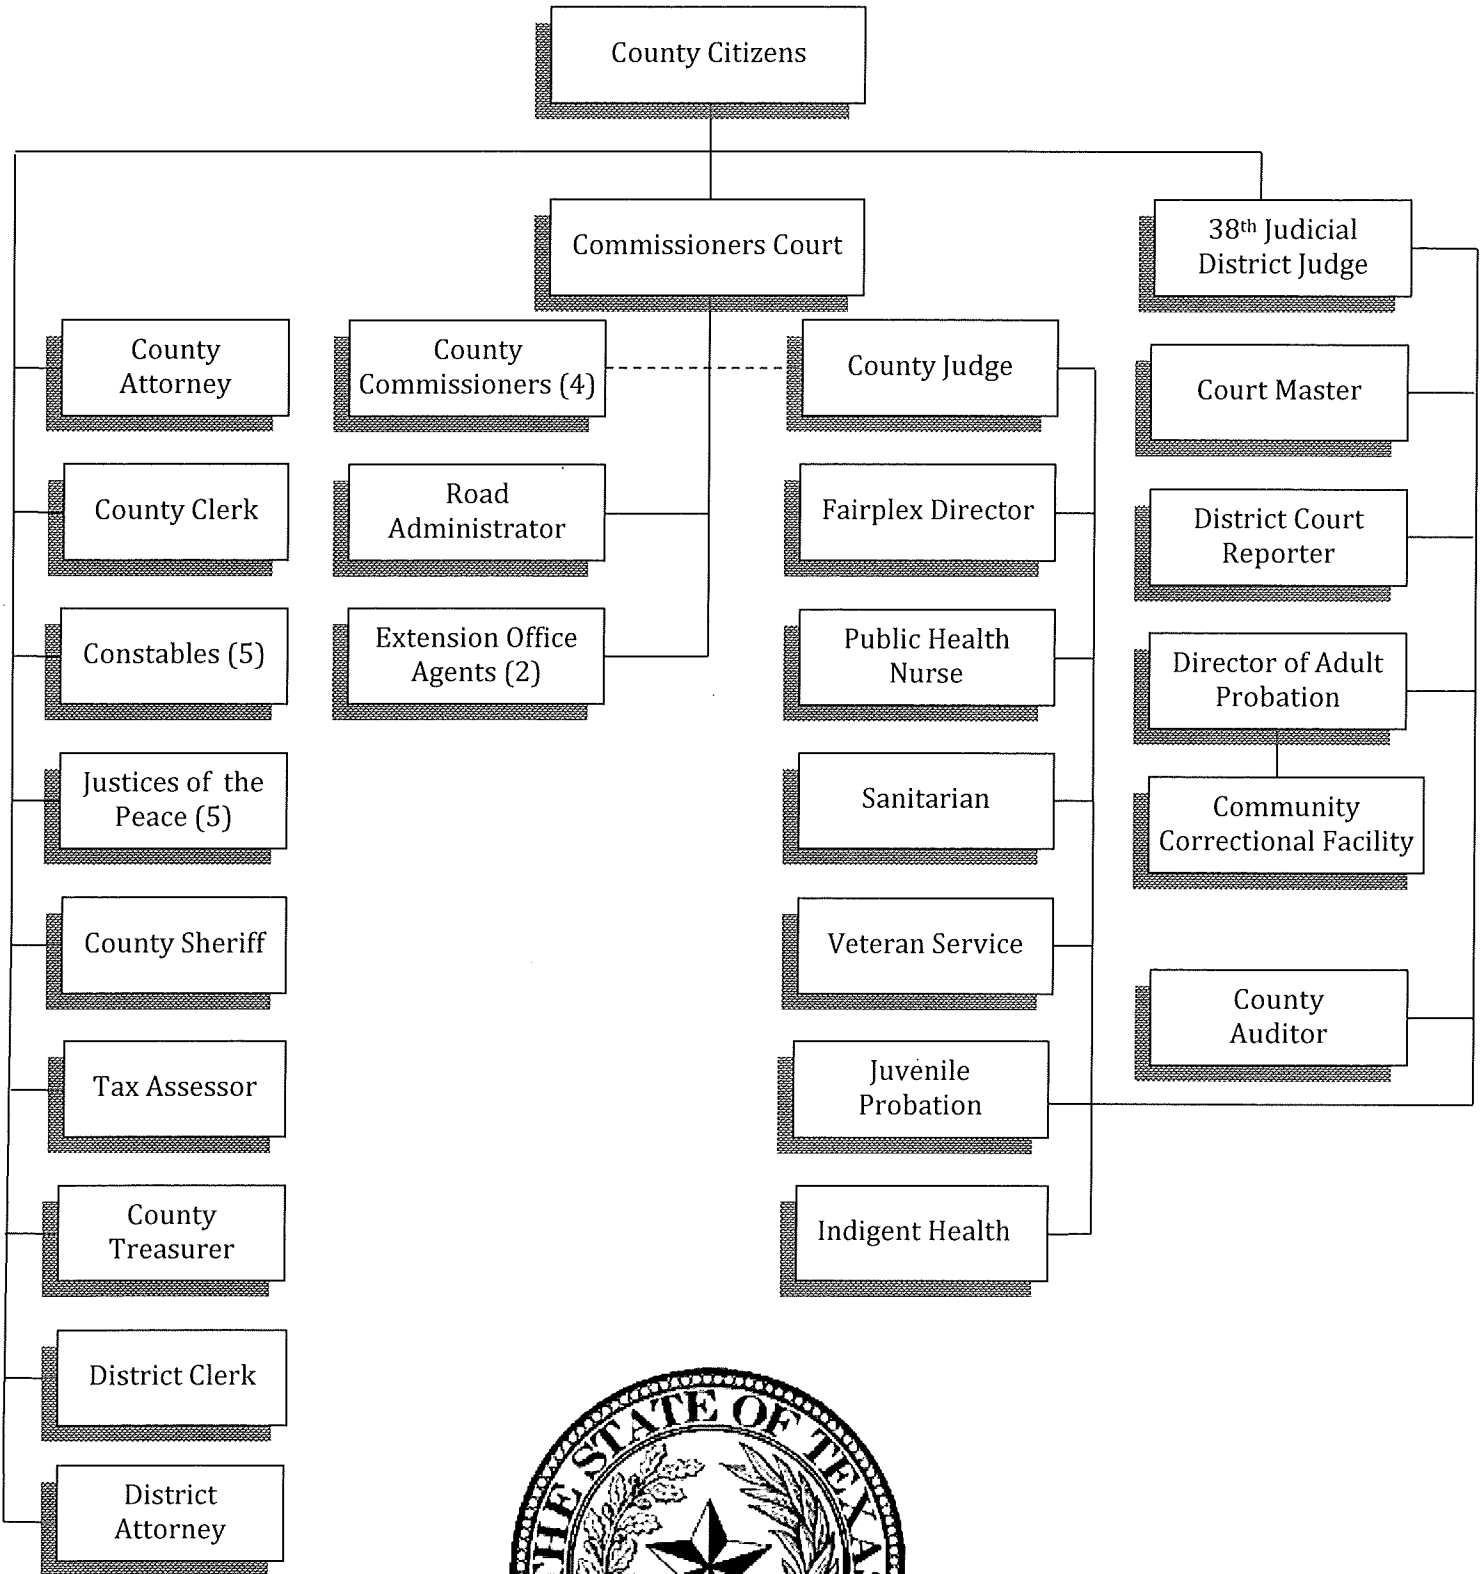 County Citizens
Commissioners Court
38th Judicial
District Judge
County
Attorney
County
Commissioners (4)
County Judge
Court Master
County Clerk
Road
Administrator
Fairplex Director
District Court
Reporter
Constables (5)
Extension Office
Agents (2)
Public Health
Nurse
Director of Adult
Probation
Justices of the
Peace (5)
Sanitarian
Community
Correctional Facility
County Sheriff
Veteran Service
County
Auditor
Tax Assessor
Juvenile
Probation
County
Treasurer
Indigent Health
District Clerk
District
Attorney
THE STATE OF TEXAS